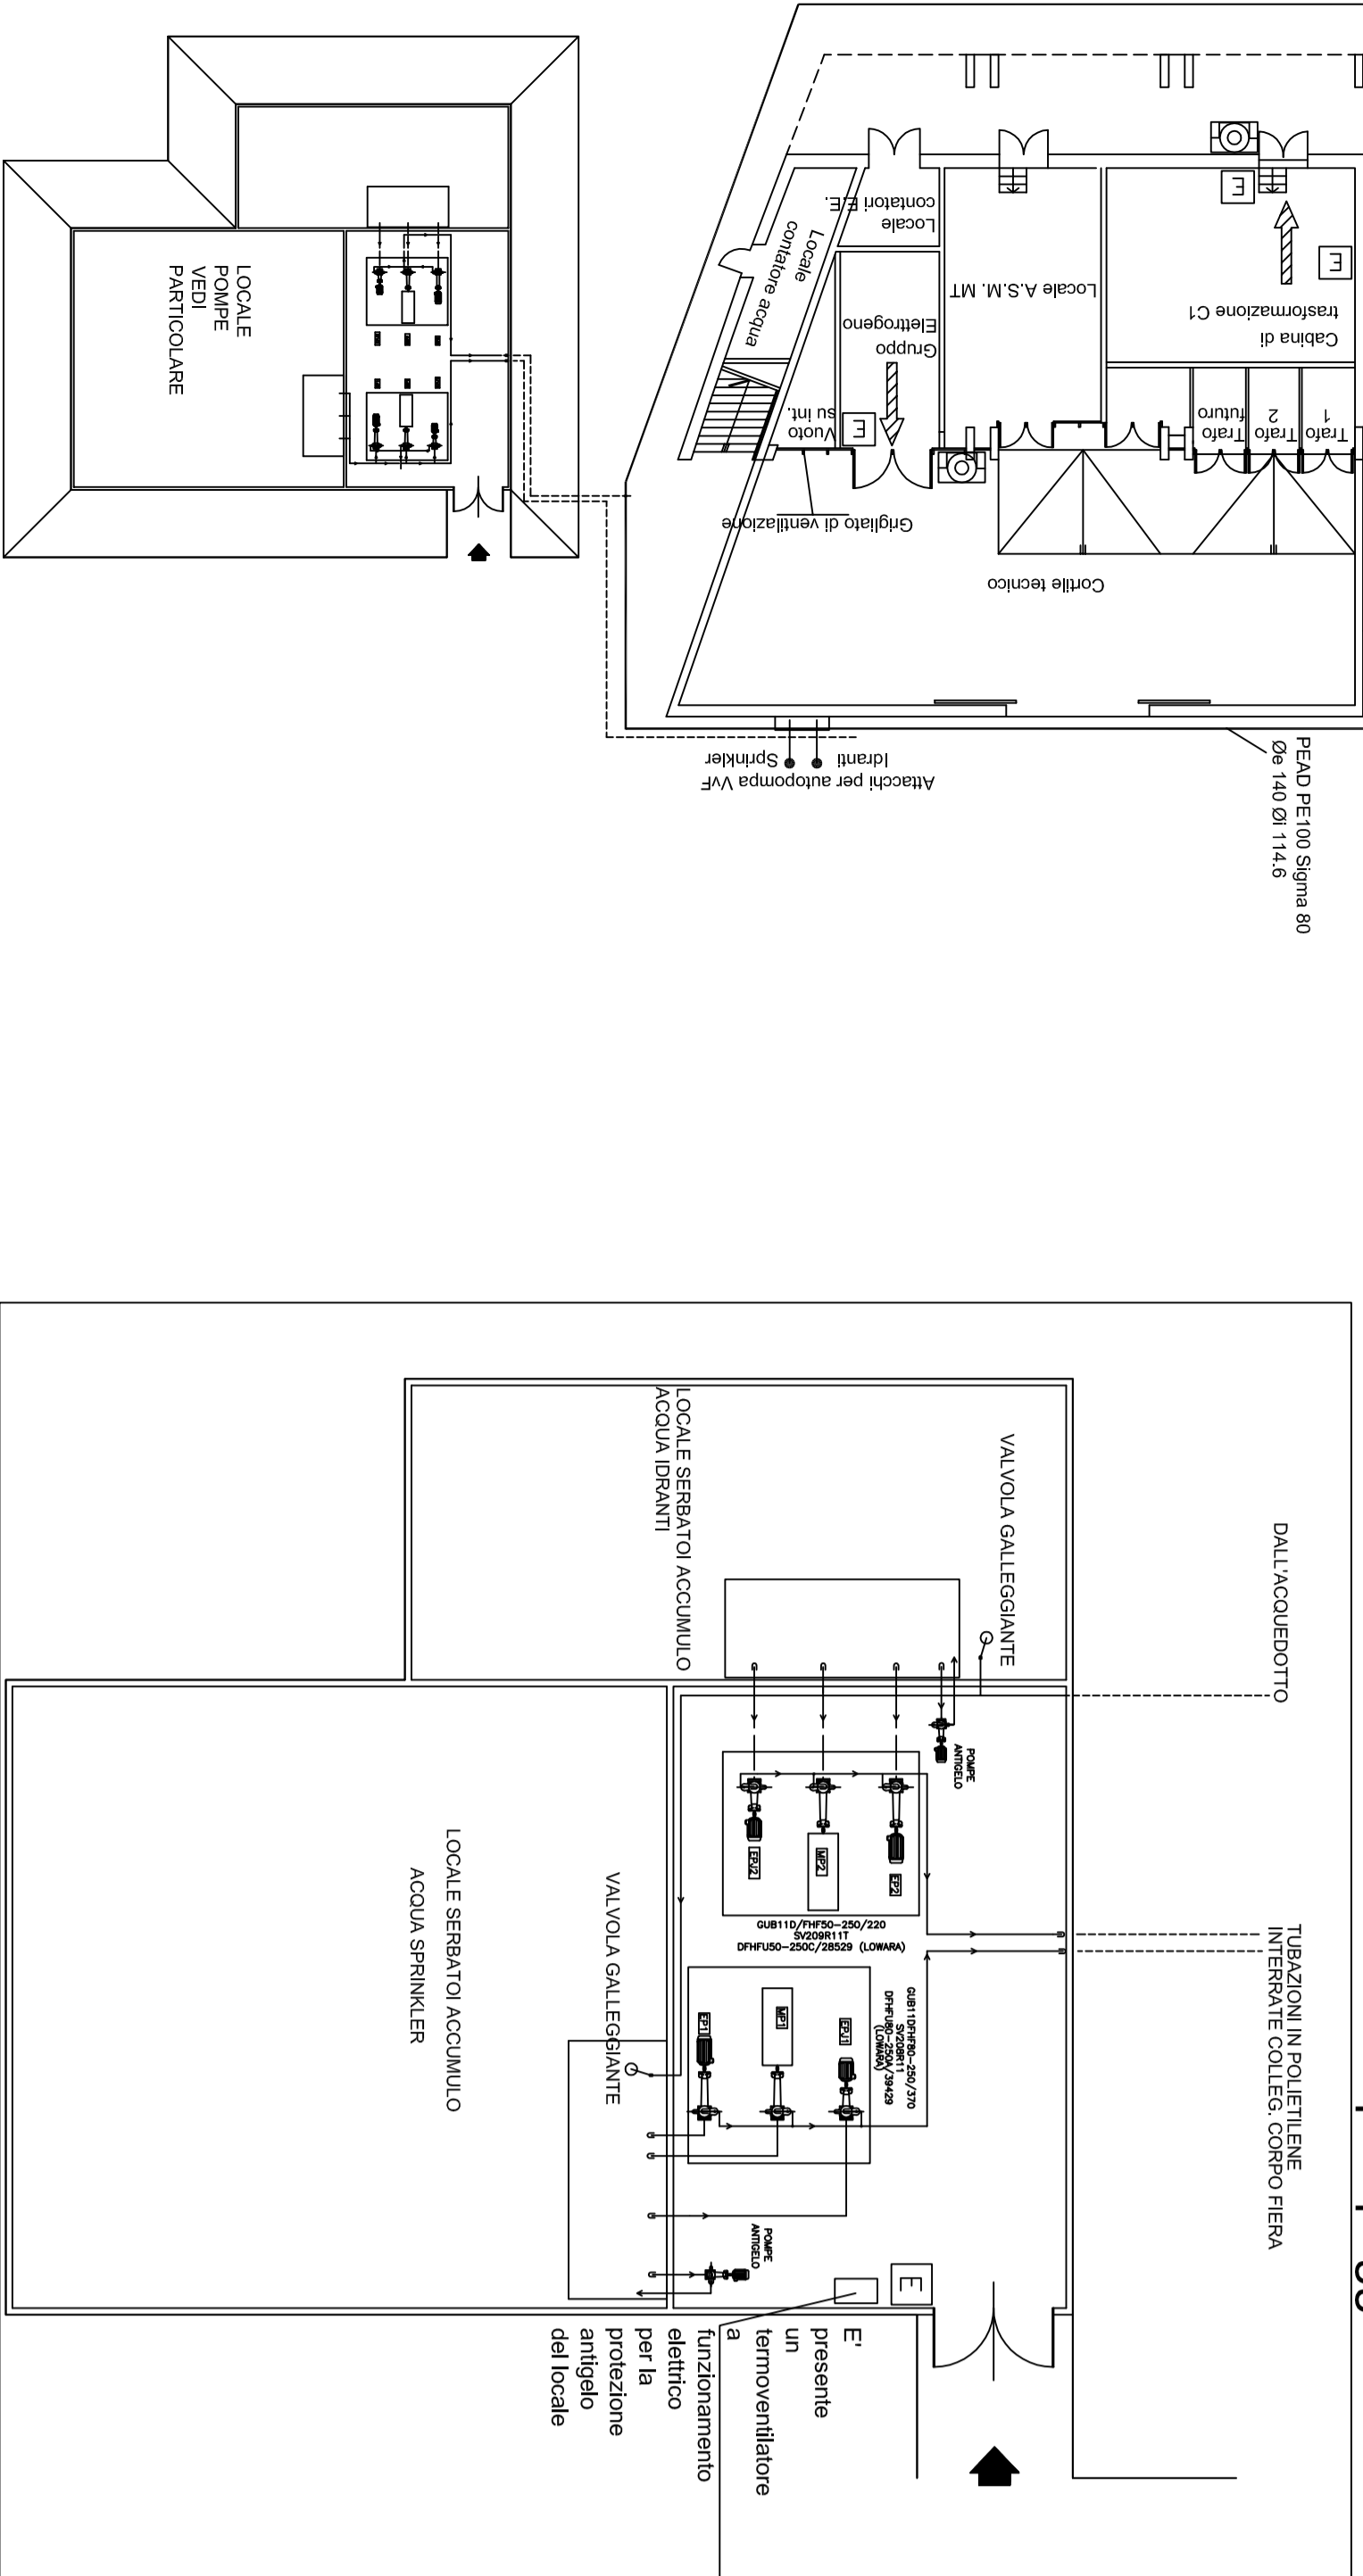 Locale
contatori E.E.
Locale
contatore acqua
Gruppo
Elettrogeno
Locale A.S.M. MT
Cabina di
trasformazione C1
E
E
E
Vuoto
su int.
Trafo
futuro
Trafo
2
Trafo
1
Grigliato di ventilazione
Cortile tecnico
Attacchi per autopompa VvF
Idranti
Sprinkler
PEAD PE100 Sigma 80
Øe 140 Øi 114.6
LOCALE
POMPE
VEDI
PARTICOLARE
DALL'ACQUEDOTTO
TUBAZIONI IN POLIETILENE
INTERRATE COLLEG. CORPO FIERA
VALVOLA GALLEGGIANTE
LOCALE SERBATOI ACCUMULO
ACQUA IDRANTI
POMPE
ANTIGELO
EP2
MP2
EPJ2
GUB11D/FHF50-250/220
SV209R11T
DFHFU50-250C/28529 (LOWARA)
GUB11DFHF80-250/370
SV208R11
DFHFU80-250A/39429
(LOWARA)
EPJ1
MP1
EP1
VALVOLA GALLEGGIANTE
LOCALE SERBATOI ACCUMULO
ACQUA SPRINKLER
POMPE
ANTIGELO
E
E'
presente
un
termoventilatore
a
funzionamento
elettrico
per la
protezione
antigelo
del locale